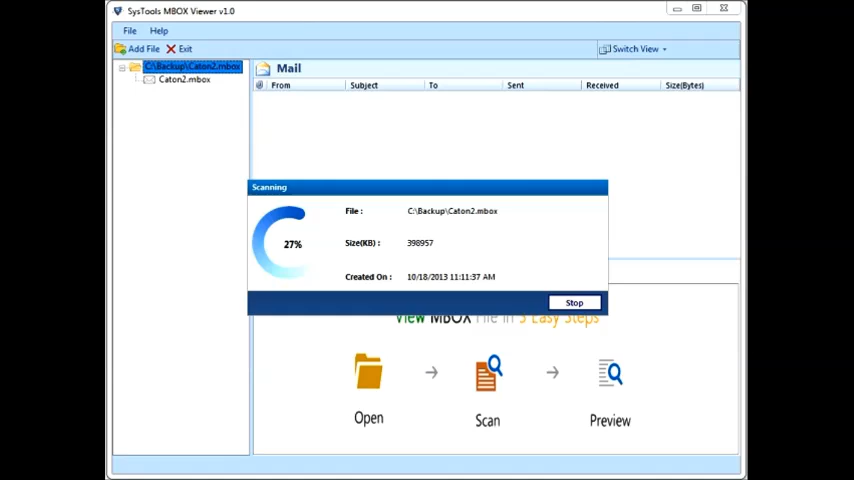 SysTools MBOX Viewer v1.0
File Help
Add File Exit Switch View
C:\Backup\Caton2.mbox
Caton2.mbox
Mail
From Subject To Sent Received Size(Bytes)
Scanning
27%
File : C:\Backup\Caton2.mbox
Size(KB) : 398957
Created On : 10/18/2013 11:11:37 AM
Stop
View MBOX File in 3 Easy Steps
Open Scan Preview